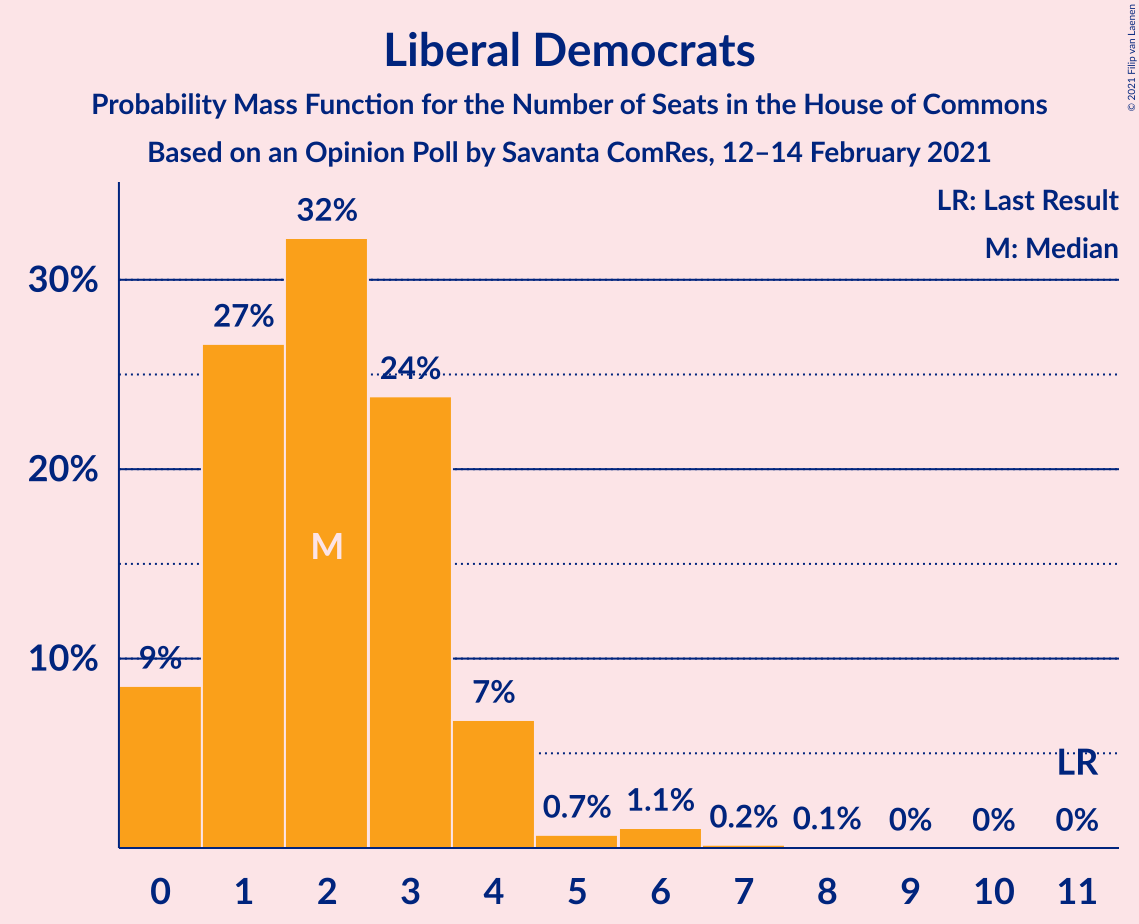 Liberal Democrats
Probability Mass Function for the Number of Seats in the House of Commons
Based on an Opinion Poll by Savanta ComRes, 12–14 February 2021
© 2021 Filip van Laenen
LR: Last Result
M: Median
30%
20%
10%
9%
27%
32%
24%
7%
0.7%
1.1%
0.2%
0.1%
0%
0%
0%
M
LR
0 1 2 3 4 5 6 7 8 9 10 11